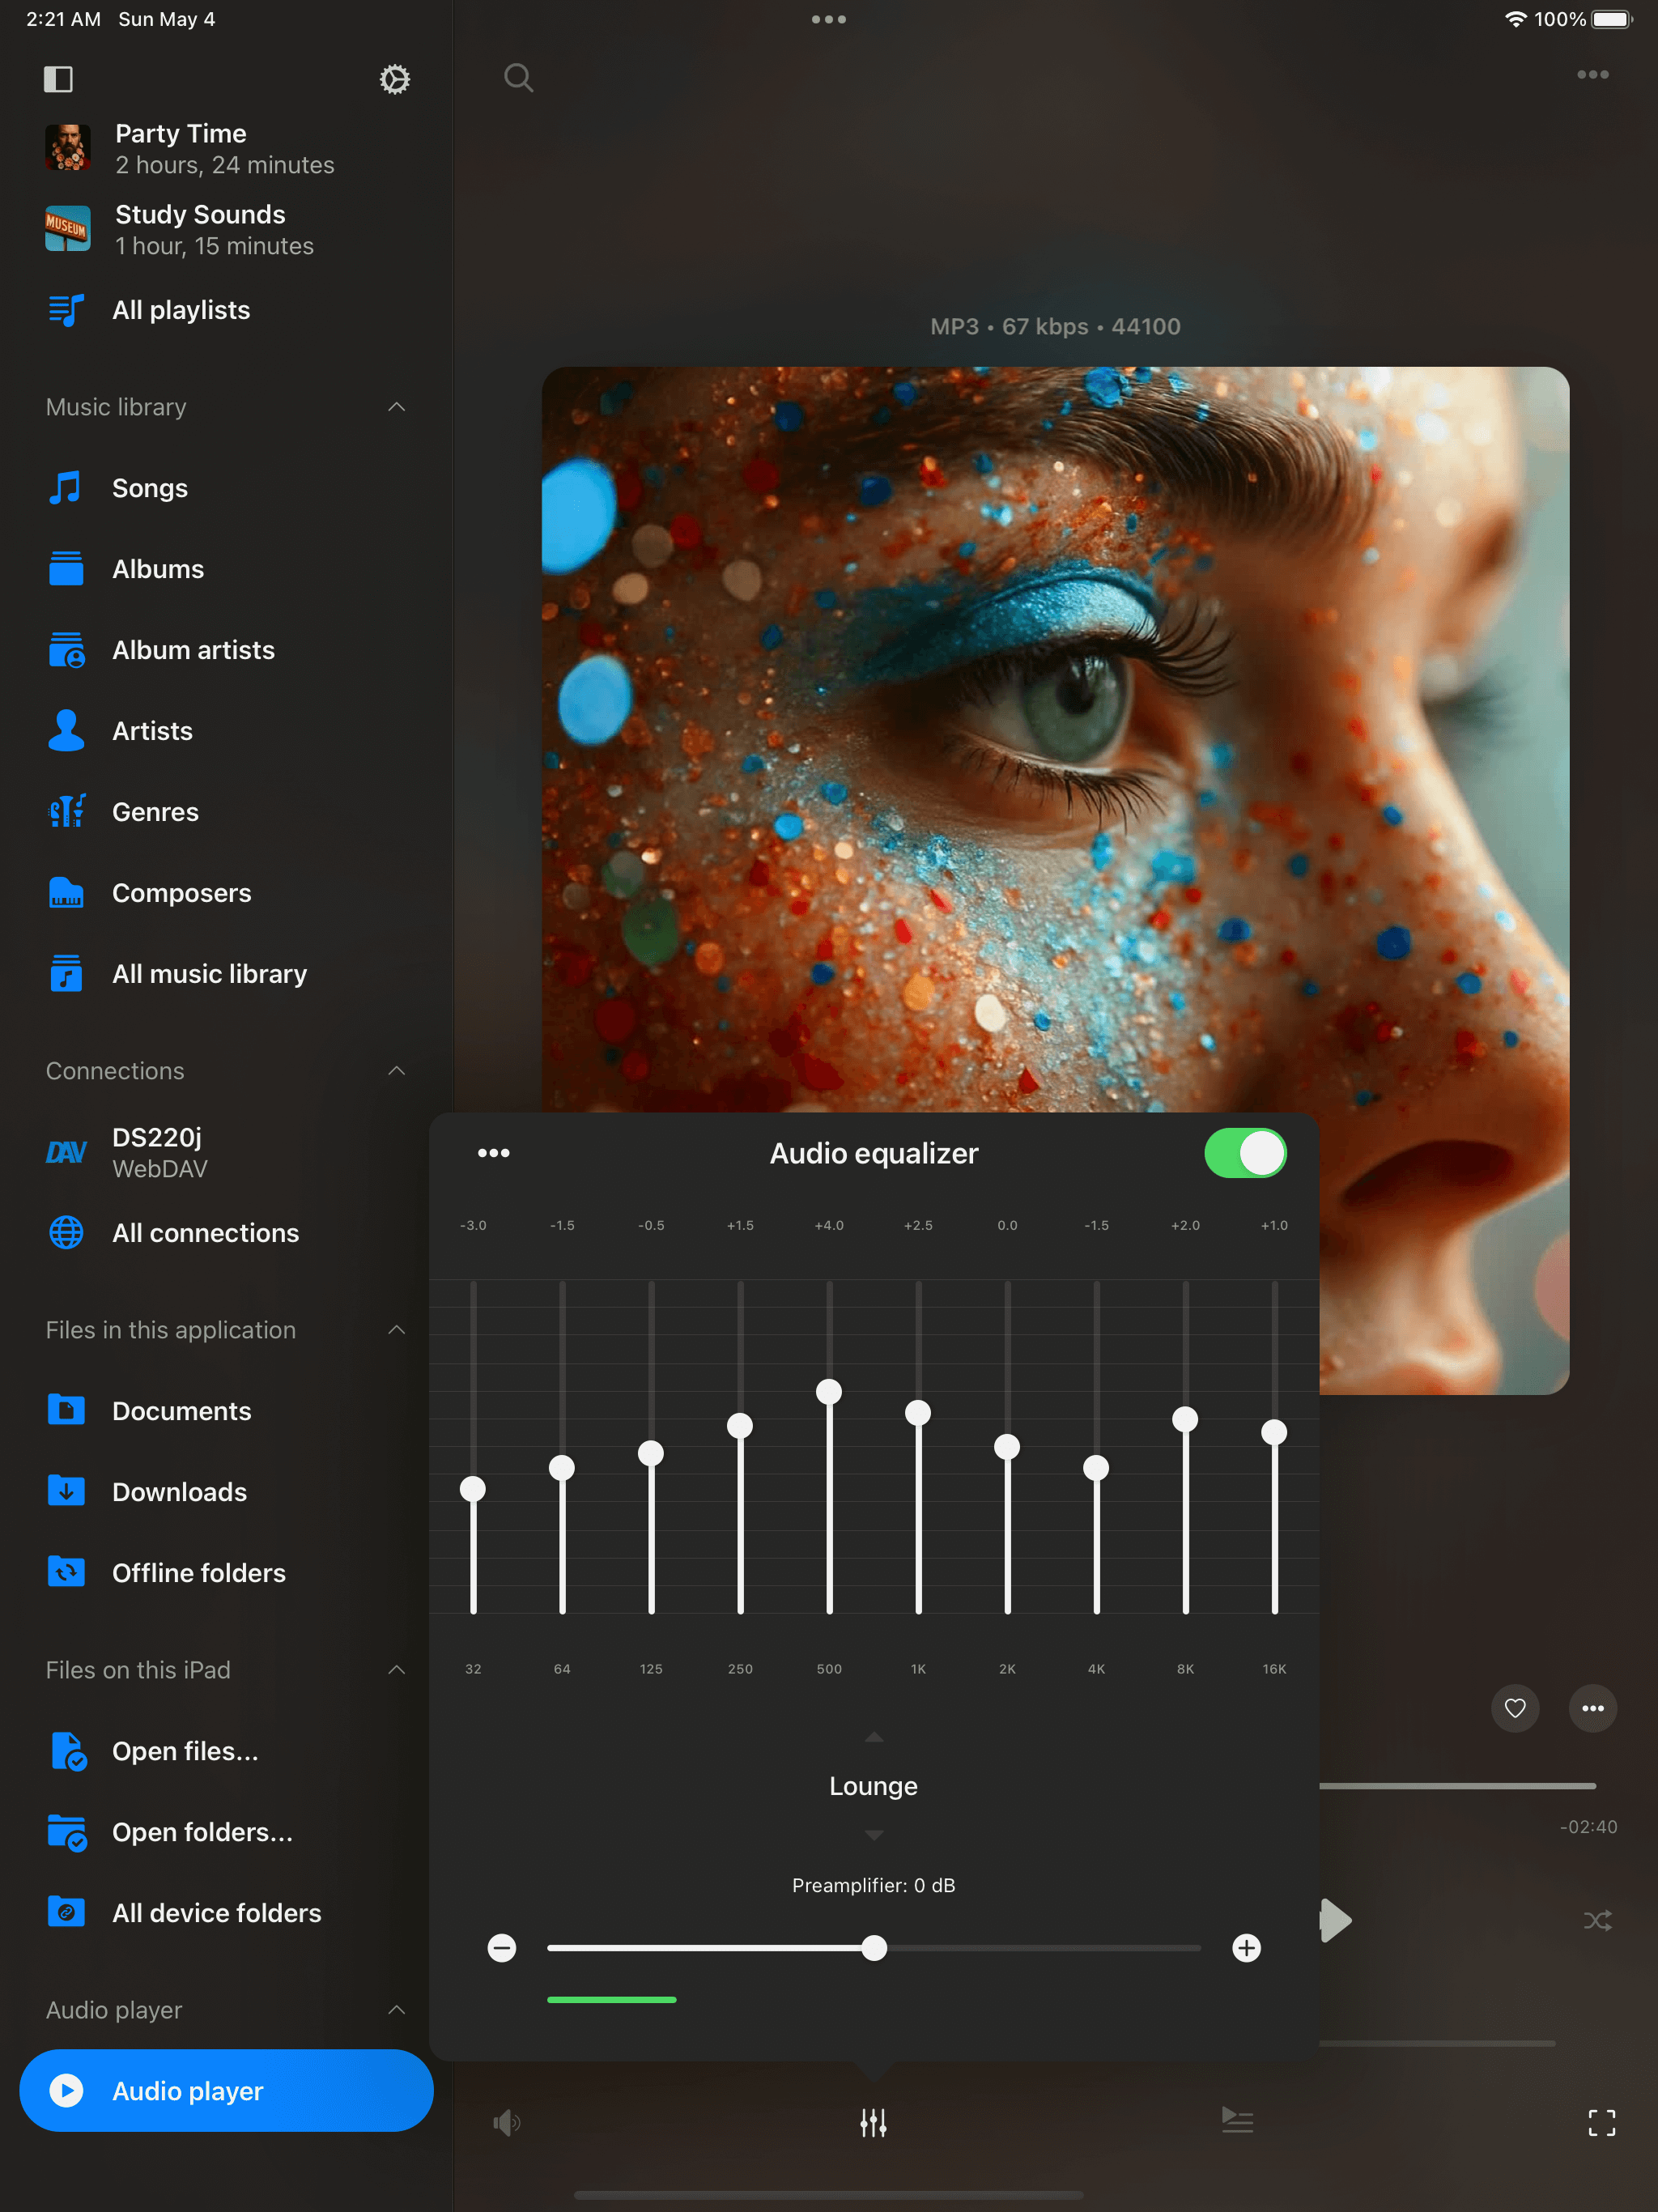 2:21 AM Sun May 4
100%
Party Time
2 hours, 24 minutes
MUSEUM
Study Sounds
1 hour, 15 minutes
All playlists
Music library
Songs
Albums
Album artists
Artists
Genres
Composers
All music library
Connections
DAV
DS220j
WebDAV
All connections
Files in this application
Documents
Downloads
Offline folders
Files on this iPad
Open files...
Open folders...
All device folders
Audio player
Audio player
MP3 • 67 kbps • 44100
Audio equalizer
-3.0 -1.5 -0.5 +1.5 +4.0 +2.5 0.0 -1.5 +2.0 +1.0
32 64 125 250 500 1K 2K 4K 8K 16K
Lounge
Preamplifier: 0 dB
-02:40